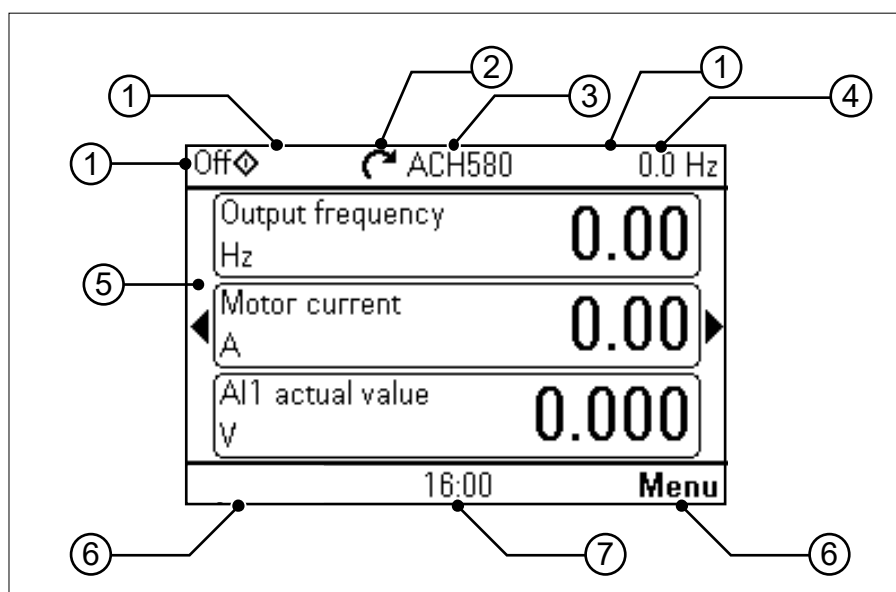 ① ② ① ③ ④
① Off ACH580 0.0 Hz
Output frequency
Hz 0.00
⑤
Motor current
A 0.00
AI1 actual value
V 0.000
16:00 Menu
⑥ ⑦ ⑥